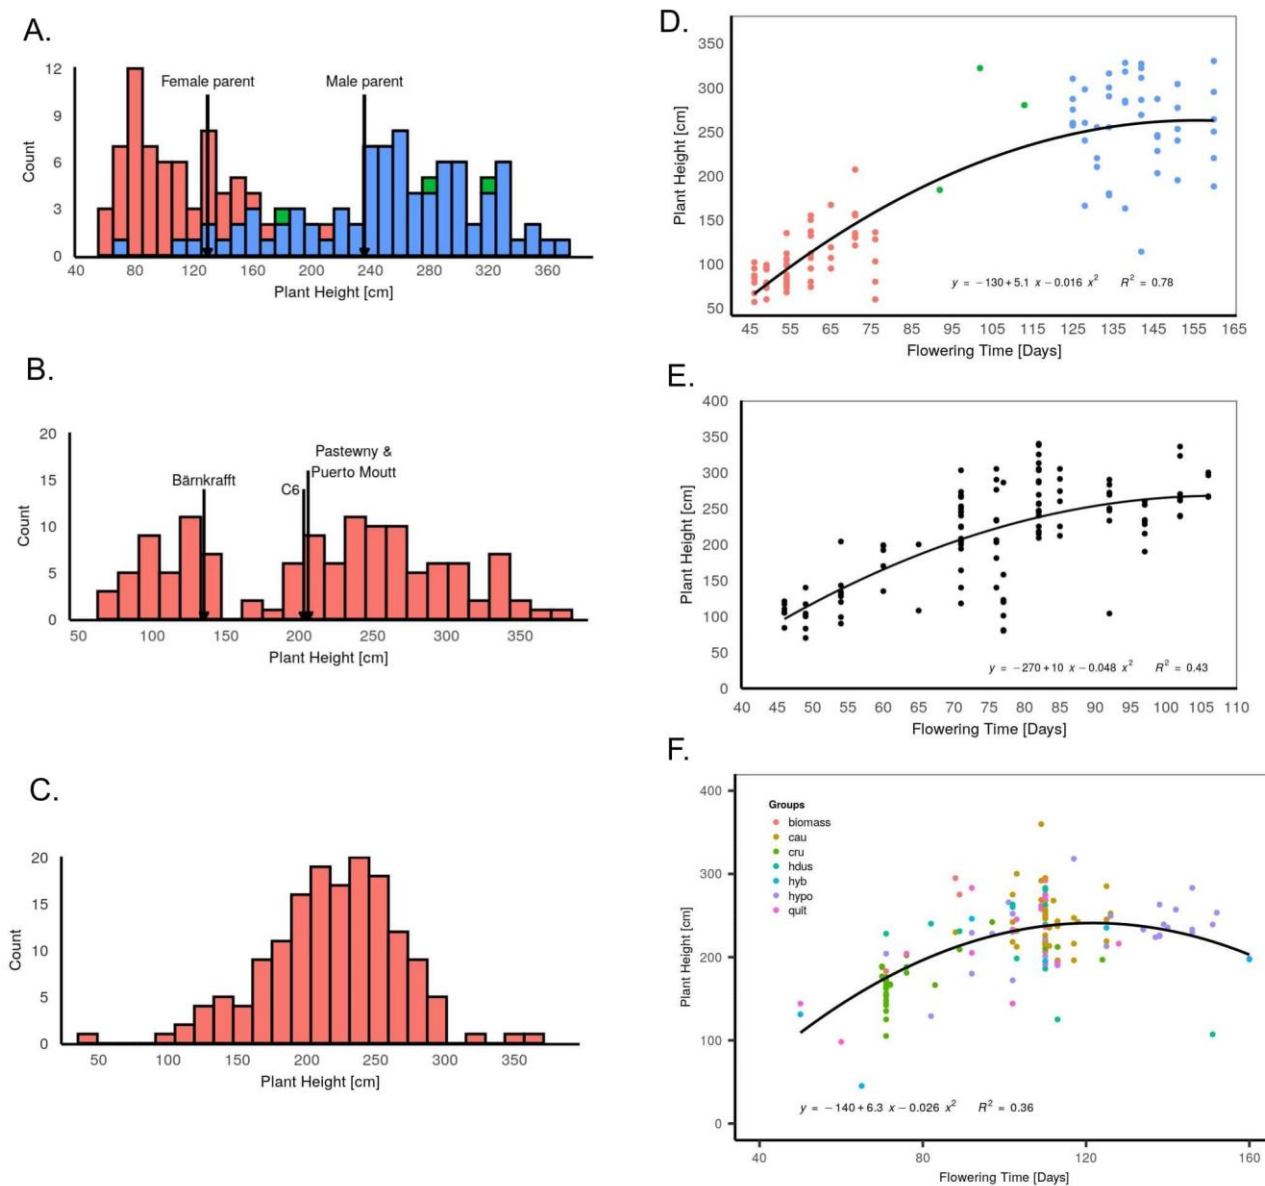 A.
12
9
6
3
0
Count
Female parent
Male parent
40 80 120 160 200 240 280 320 360
Plant Height [cm]
B.
20
15
10
5
0
Count
Bärnkrafft
C6
Pastewny &
Puerto Moutt
50 100 150 200 250 300 350
Plant Height [cm]
C.
20
15
10
5
0
Count
50 100 150 200 250 300 350
Plant Height [cm]
D.
350
300
250
200
150
100
50
Plant Height [cm]
y = −130+5.1 x−0.016 x² R² = 0.78
45 55 65 75 85 95 105 115 125 135 145 155 165
Flowering Time [Days]
E.
400
350
300
250
200
150
100
50
0
Plant Height [cm]
y = −270+10 x−0.048 x² R² = 0.43
40 45 50 55 60 65 70 75 80 85 90 95 100 105 110
Flowering Time [Days]
F.
400
300
200
100
0
Plant Height [cm]
Groups
biomass
cau
cru
hdus
hyb
hypo
quit
y = −140+6.3 x−0.026 x² R² = 0.36
40 80 120 160
Flowering Time [Days]